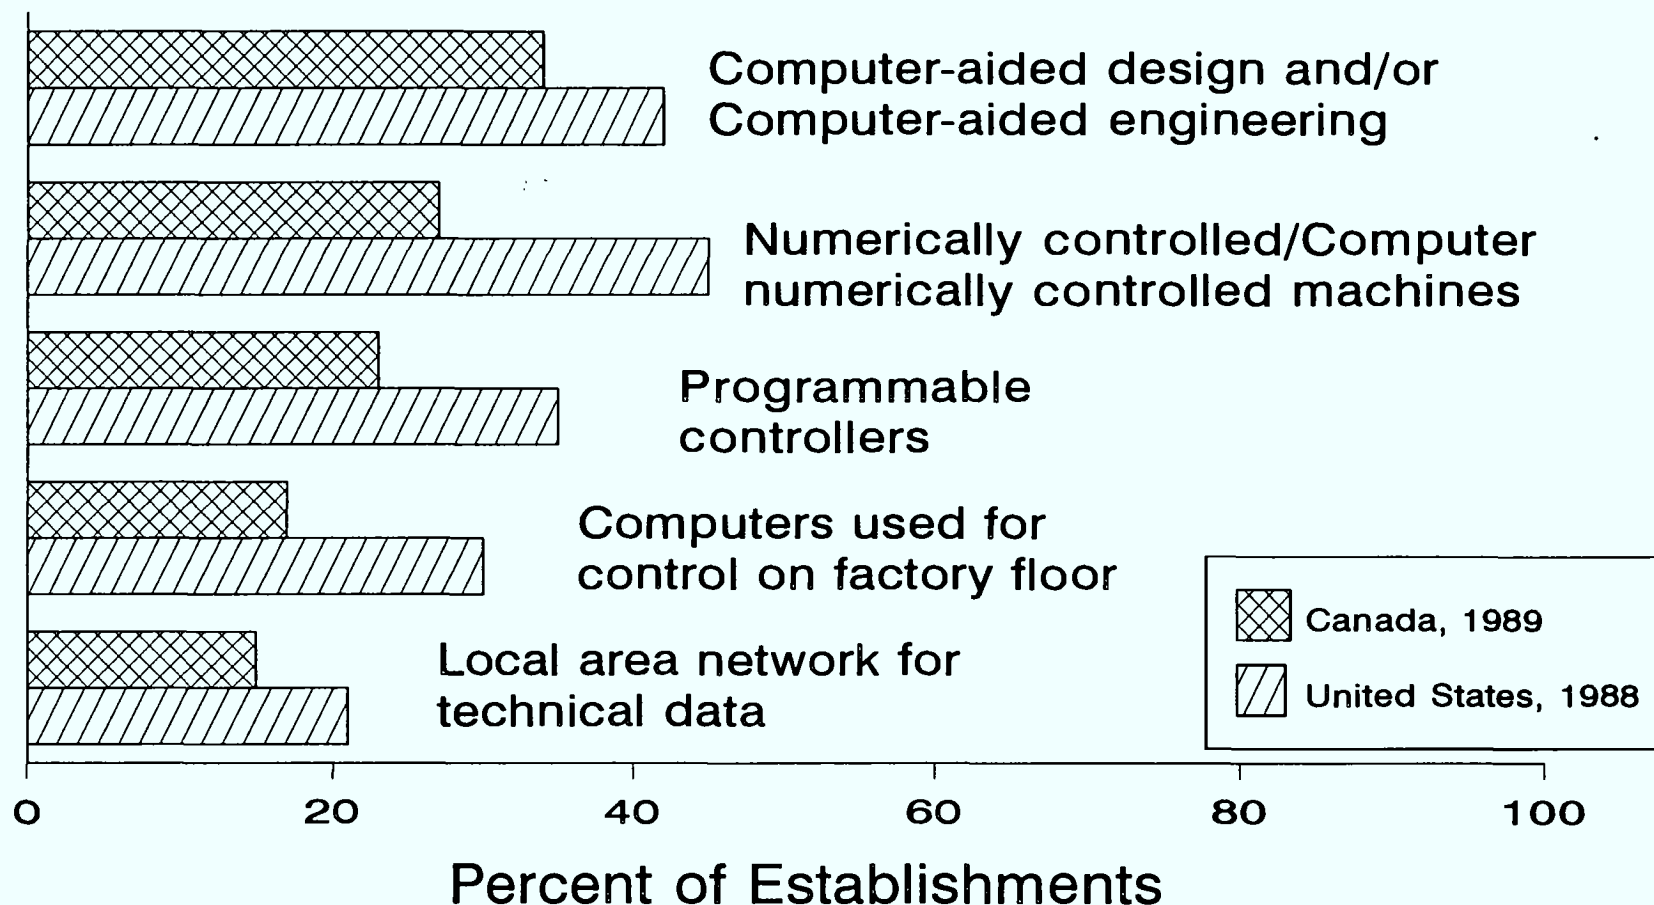 Computer-aided design and/or
Computer-aided engineering
Numerically controlled/Computer
numerically controlled machines
Programmable
controllers
Computers used for
control on factory floor
Local area network for
technical data
Canada, 1989
United States, 1988
0 20 40 60 80 100
Percent of Establishments